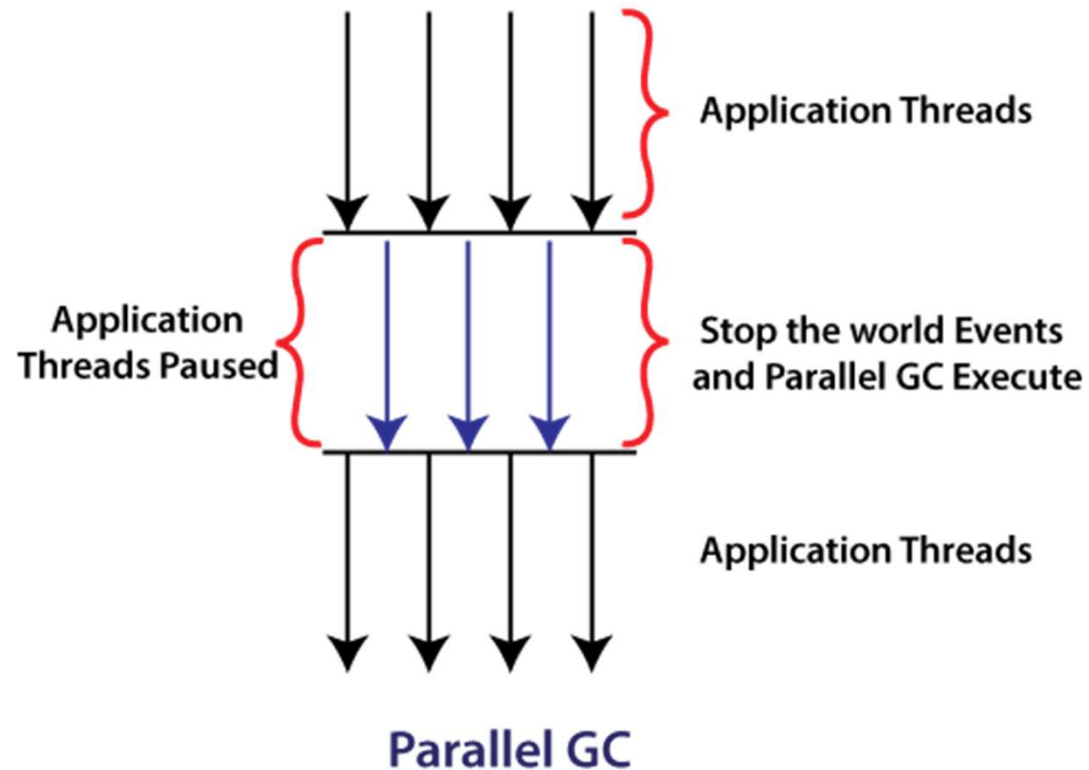 Application Threads
Application
Threads Paused
Stop the world Events
and Parallel GC Execute
Application Threads
Parallel GC